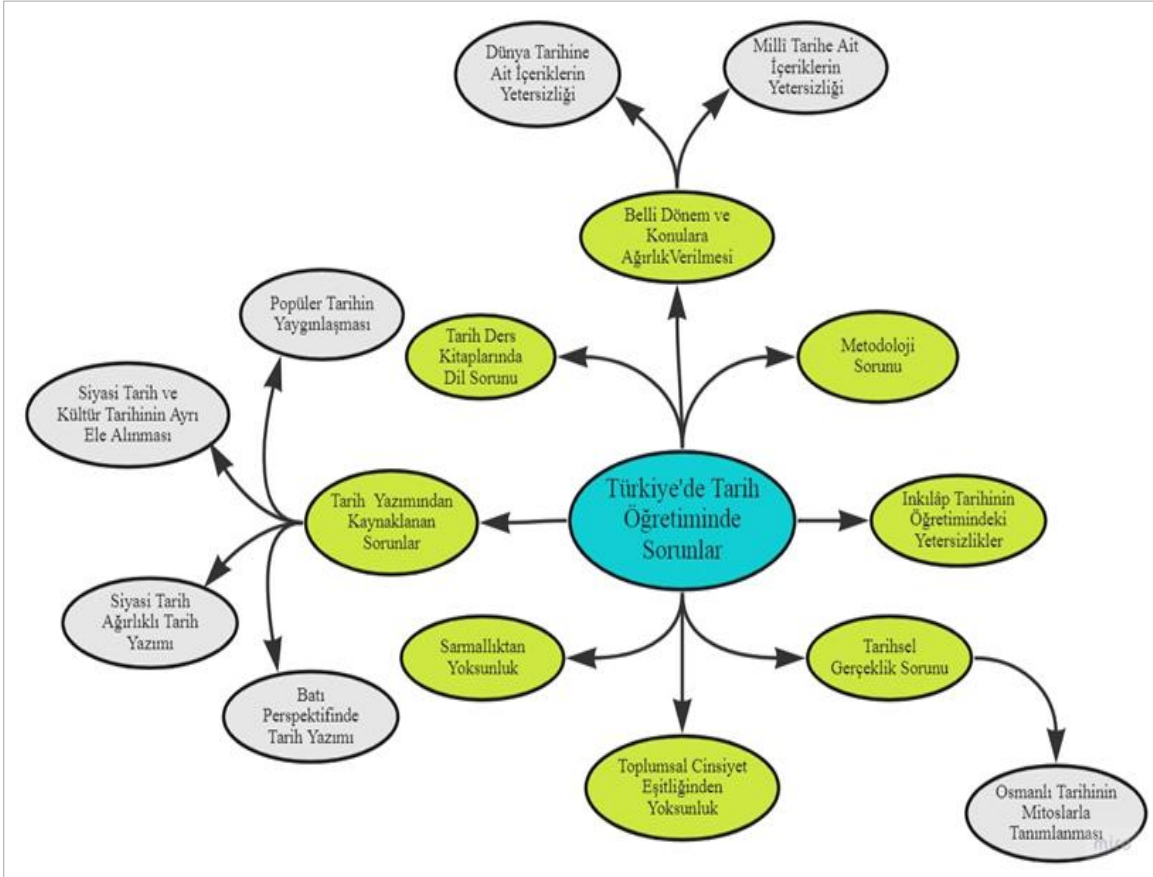 Dünya Tarihine
Ait İçeriklerin
Yetersizliği
Millî Tarihe Ait
İçeriklerin
Yetersizliği
Belli Dönem ve
Konulara
AğırlıkVerilmesi
Popüler Tarihin
Yaygınlaşması
Tarih Ders
Kitaplarında
Dil Sorunu
Metodoloji
Sorunu
Siyasi Tarih ve
Kültür Tarihinin Ayrı
Ele Alınması
Tarih Yazımından
Kaynaklanan
Sorunlar
Türkiye'de Tarih
Öğretiminde
Sorunlar
Inkılâp Tarihinin
Öğretimindeki
Yetersizlikler
Siyasi Tarih
Ağırlıklı Tarih
Yazımı
Sarmallıktan
Yoksunluk
Tarihsel
Gerçeklik Sorunu
Batı
Perspektifinde
Tarih Yazımı
Toplumsal Cinsiyet
Eşitliğinden
Yoksunluk
Osmanlı Tarihinin
Mitoslarla
Tanımlanması
miro